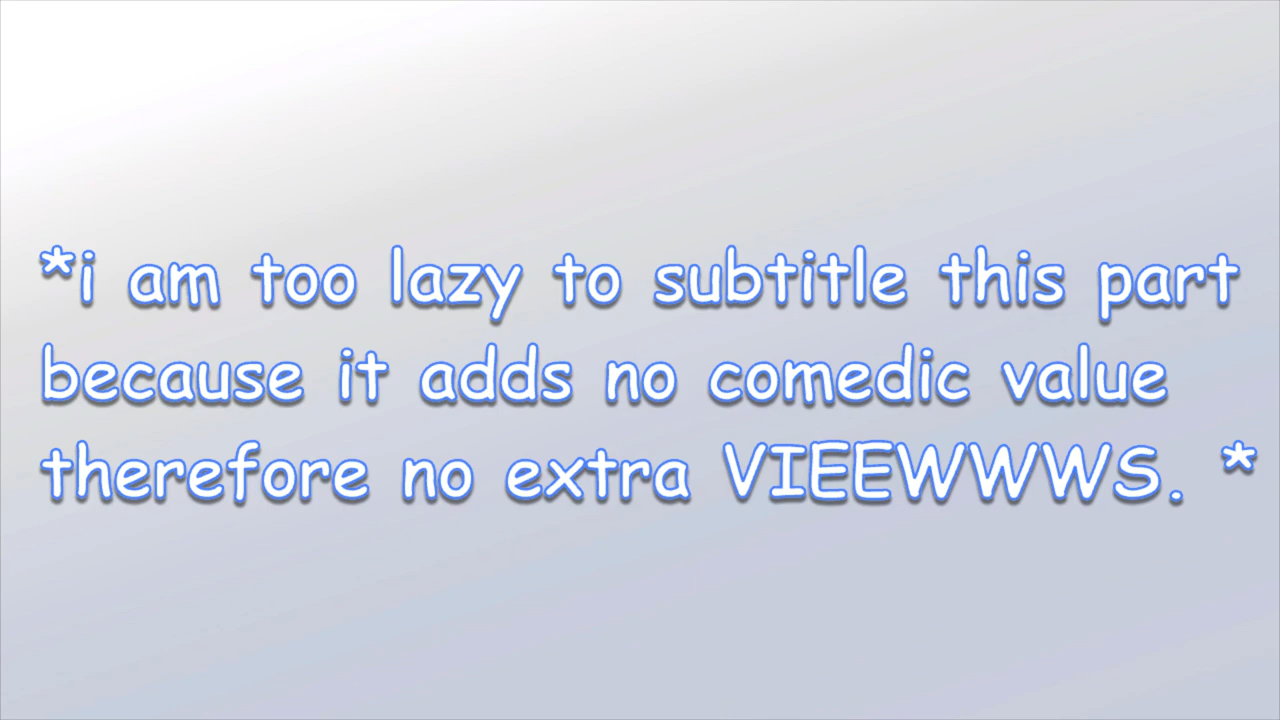 *i am too lazy to subtitle this part
because it adds no comedic value
therefore no extra VIEEWWWS. *